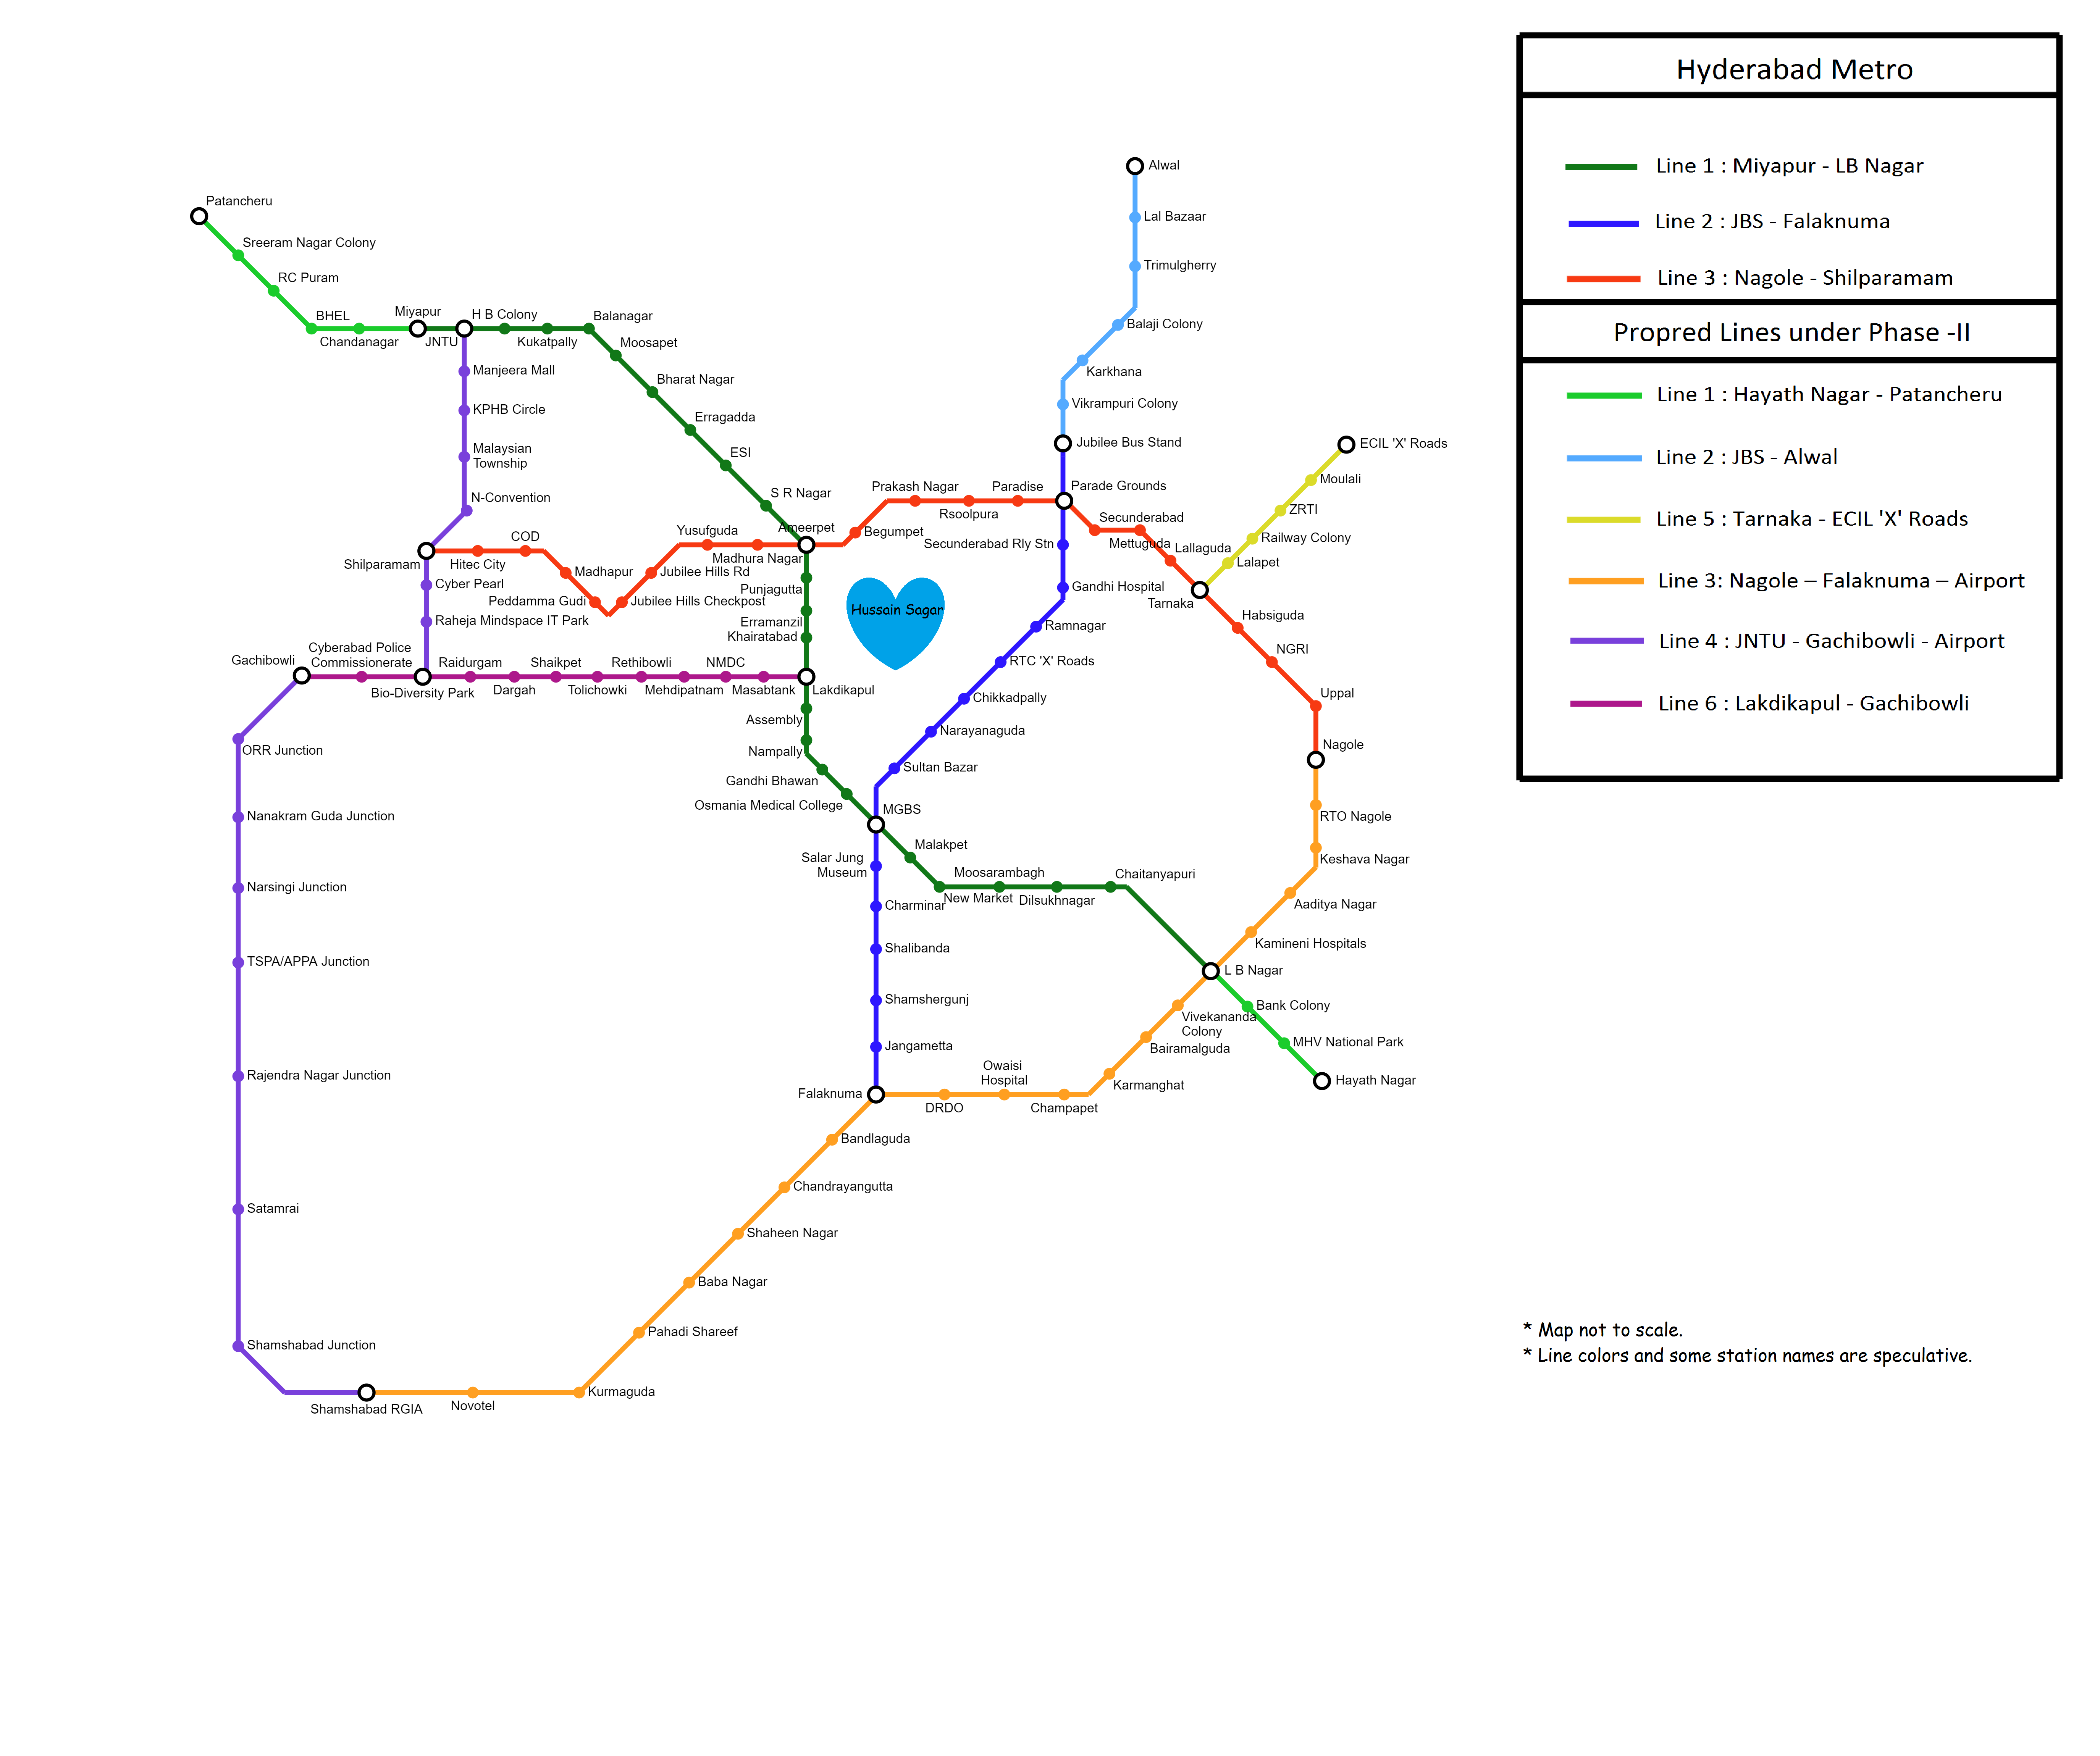 Hyderabad Metro
Line 1 : Miyapur - LB Nagar
Line 2 : JBS - Falaknuma
Line 3 : Nagole - Shilparamam
Propred Lines under Phase -II
Line 1 : Hayath Nagar - Patancheru
Line 2 : JBS - Alwal
Line 5 : Tarnaka - ECIL 'X' Roads
Line 3: Nagole – Falaknuma – Airport
Line 4 : JNTU - Gachibowli - Airport
Line 6 : Lakdikapul - Gachibowli
Patancheru
Sreeram Nagar Colony
RC Puram
BHEL
Chandanagar
Miyapur
JNTU
H B Colony
Kukatpally
Balanagar
Moosapet
Bharat Nagar
Erragadda
ESI
S R Nagar
Ameerpet
Manjeera Mall
KPHB Circle
Malaysian
Township
N-Convention
Shilparamam
Hitec City
COD
Madhapur
Peddamma Gudi
Jubilee Hills Checkpost
Jubilee Hills Rd
Yusufguda
Madhura Nagar
Begumpet
Prakash Nagar
Rsoolpura
Paradise
Parade Grounds
Alwal
Lal Bazaar
Trimulgherry
Balaji Colony
Karkhana
Vikrampuri Colony
Jubilee Bus Stand
Secunderabad
Mettuguda
Lallaguda
Tarnaka
ECIL 'X' Roads
Moulali
ZRTI
Railway Colony
Lalapet
Habsiguda
NGRI
Uppal
Nagole
Secunderabad Rly Stn
Gandhi Hospital
Ramnagar
RTC 'X' Roads
Chikkadpally
Narayanaguda
Sultan Bazar
MGBS
Hussain Sagar
Punjagutta
Erramanzil
Khairatabad
Lakdikapul
Cyber Pearl
Raheja Mindspace IT Park
Gachibowli
Cyberabad Police
Commissionerate
Bio-Diversity Park
Raidurgam
Dargah
Shaikpet
Tolichowki
Rethibowli
Mehdipatnam
NMDC
Masabtank
Assembly
Nampally
Gandhi Bhawan
Osmania Medical College
Malakpet
New Market
Moosarambagh
Dilsukhnagar
Chaitanyapuri
L B Nagar
Salar Jung
Museum
Charminar
Shalibanda
Shamshergunj
Jangametta
Falaknuma
RTO Nagole
Keshava Nagar
Aaditya Nagar
Kamineni Hospitals
Bank Colony
MHV National Park
Hayath Nagar
Vivekananda
Colony
Bairamalguda
Karmanghat
Champapet
Owaisi
Hospital
DRDO
Bandlaguda
Chandrayangutta
Shaheen Nagar
Baba Nagar
Pahadi Shareef
Kurmaguda
Novotel
Shamshabad RGIA
ORR Junction
Nanakram Guda Junction
Narsingi Junction
TSPA/APPA Junction
Rajendra Nagar Junction
Satamrai
Shamshabad Junction
* Map not to scale.
* Line colors and some station names are speculative.